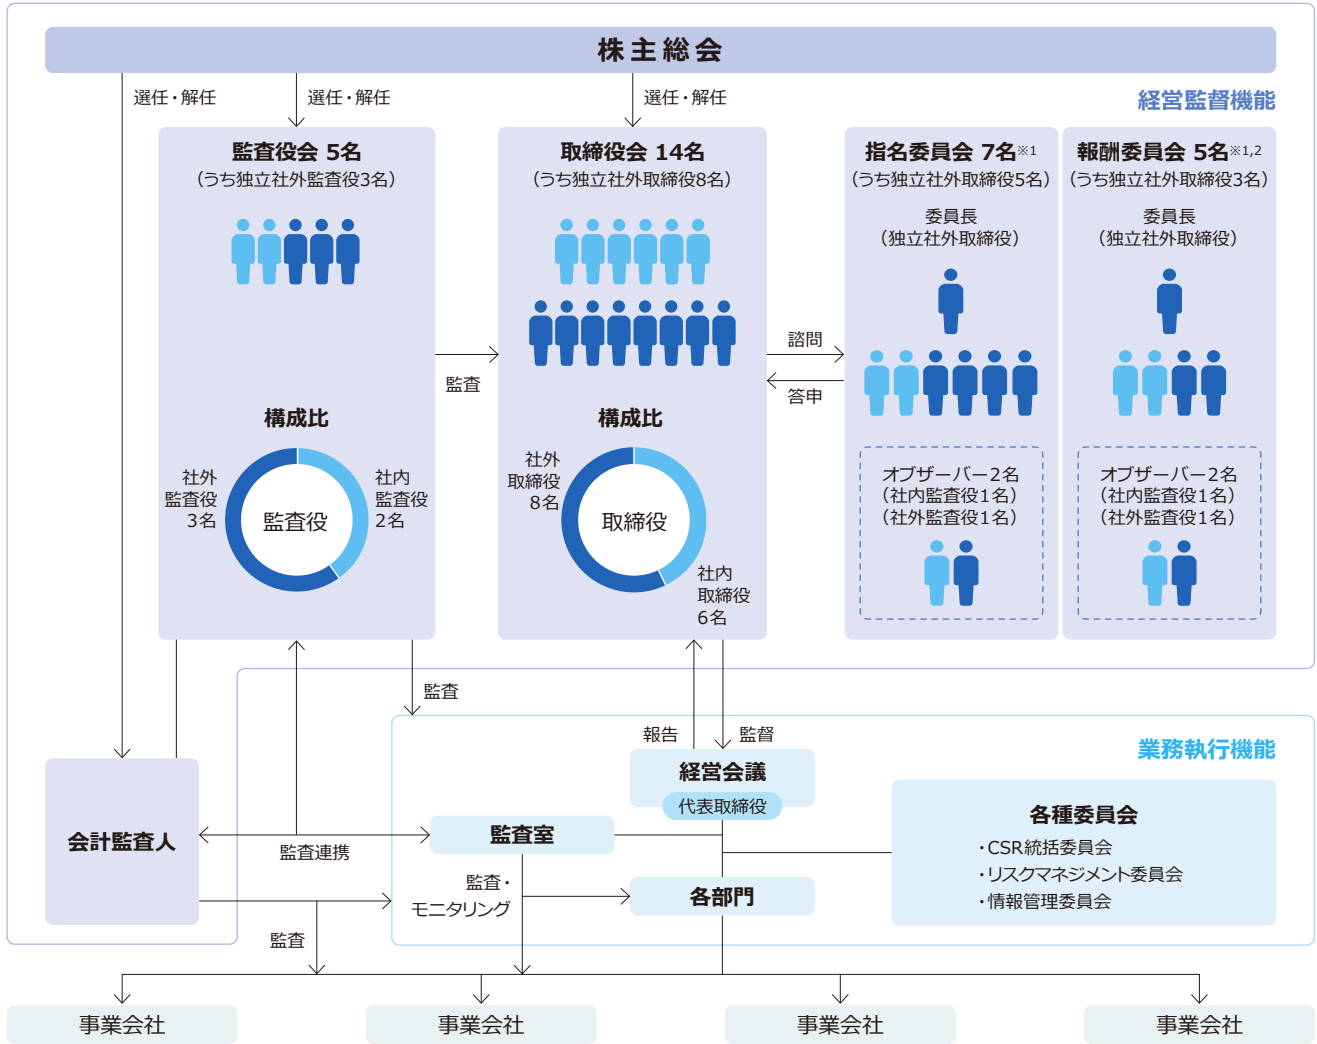 株主総会
選任・解任
選任・解任
選任・解任
経営監督機能
監査役会 5名
（うち独立社外監査役3名）
取締役会 14名
（うち独立社外取締役8名）
指名委員会 7名※1
（うち独立社外取締役5名）
委員長
（独立社外取締役）
報酬委員会 5名※1,2
（うち独立社外取締役3名）
委員長
（独立社外取締役）
監査
諮問
答申
構成比
社外
監査役
3名
監査役
社内
監査役
2名
構成比
社外
取締役
8名
取締役
社内
取締役
6名
オブザーバー2名
（社内監査役1名）
（社外監査役1名）
オブザーバー2名
（社内監査役1名）
（社外監査役1名）
監査
報告
監督
業務執行機能
経営会議
代表取締役
会計監査人
監査連携
監査室
各種委員会
・CSR統括委員会
・リスクマネジメント委員会
・情報管理委員会
監査・
モニタリング
各部門
監査
事業会社
事業会社
事業会社
事業会社